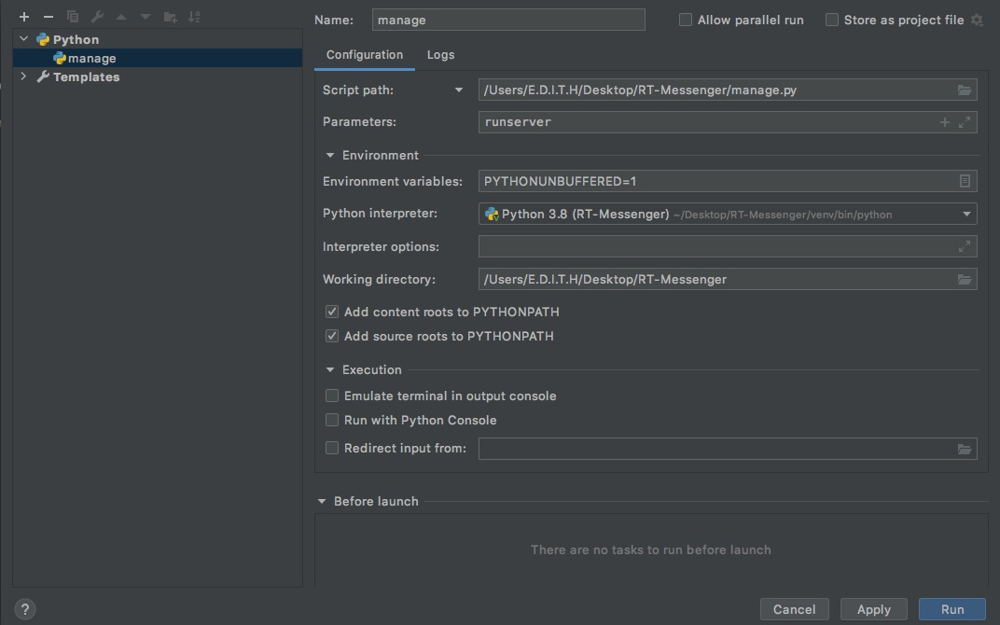 Python
manage
Templates
Name: manage Allow parallel run Store as project file
Configuration Logs
Script path: /Users/E.D.I.T.H/Desktop/RT-Messenger/manage.py
Parameters: runserver
Environment
Environment variables: PYTHONUNBUFFERED=1
Python interpreter: Python 3.8 (RT-Messenger) ~/Desktop/RT-Messenger/venv/bin/python
Interpreter options:
Working directory: /Users/E.D.I.T.H/Desktop/RT-Messenger
Add content roots to PYTHONPATH
Add source roots to PYTHONPATH
Execution
Emulate terminal in output console
Run with Python Console
Redirect input from:
Before launch
There are no tasks to run before launch
? Cancel Apply Run